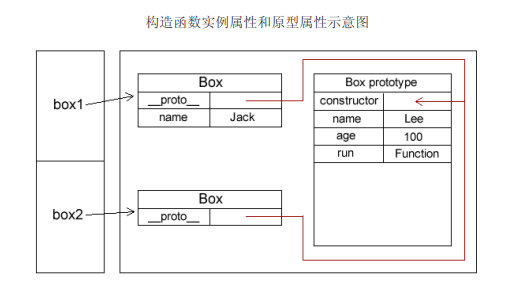 构造函数实例属性和原型属性示意图
box1
Box
__proto__
name Jack
box2
Box
__proto__
Box prototype
constructor
name Lee
age 100
run Function